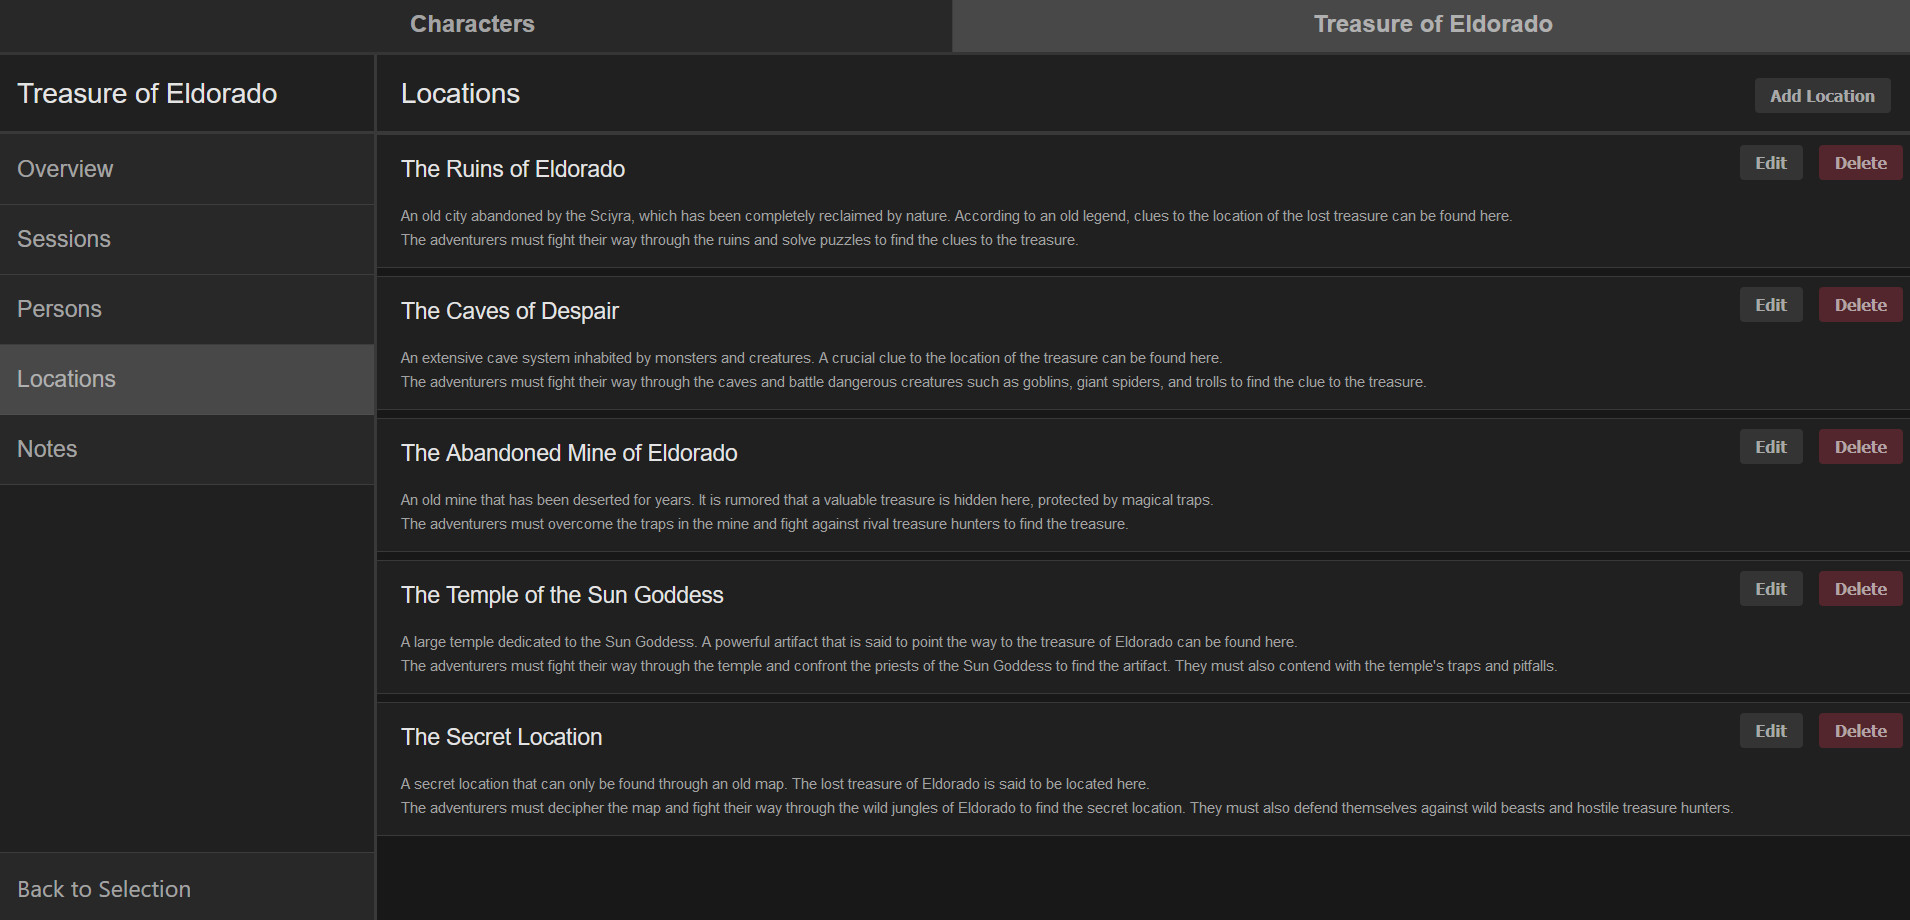 Characters
Treasure of Eldorado
Treasure of Eldorado
Overview
Sessions
Persons
Locations
Notes
Back to Selection
Locations
Add Location
The Ruins of Eldorado
Edit
Delete
An old city abandoned by the Sciyra, which has been completely reclaimed by nature. According to an old legend, clues to the location of the lost treasure can be found here.
The adventurers must fight their way through the ruins and solve puzzles to find the clues to the treasure.
The Caves of Despair
Edit
Delete
An extensive cave system inhabited by monsters and creatures. A crucial clue to the location of the treasure can be found here.
The adventurers must fight their way through the caves and battle dangerous creatures such as goblins, giant spiders, and trolls to find the clue to the treasure.
The Abandoned Mine of Eldorado
Edit
Delete
An old mine that has been deserted for years. It is rumored that a valuable treasure is hidden here, protected by magical traps.
The adventurers must overcome the traps in the mine and fight against rival treasure hunters to find the treasure.
The Temple of the Sun Goddess
Edit
Delete
A large temple dedicated to the Sun Goddess. A powerful artifact that is said to point the way to the treasure of Eldorado can be found here.
The adventurers must fight their way through the temple and confront the priests of the Sun Goddess to find the artifact. They must also contend with the temple's traps and pitfalls.
The Secret Location
Edit
Delete
A secret location that can only be found through an old map. The lost treasure of Eldorado is said to be located here.
The adventurers must decipher the map and fight their way through the wild jungles of Eldorado to find the secret location. They must also defend themselves against wild beasts and hostile treasure hunters.